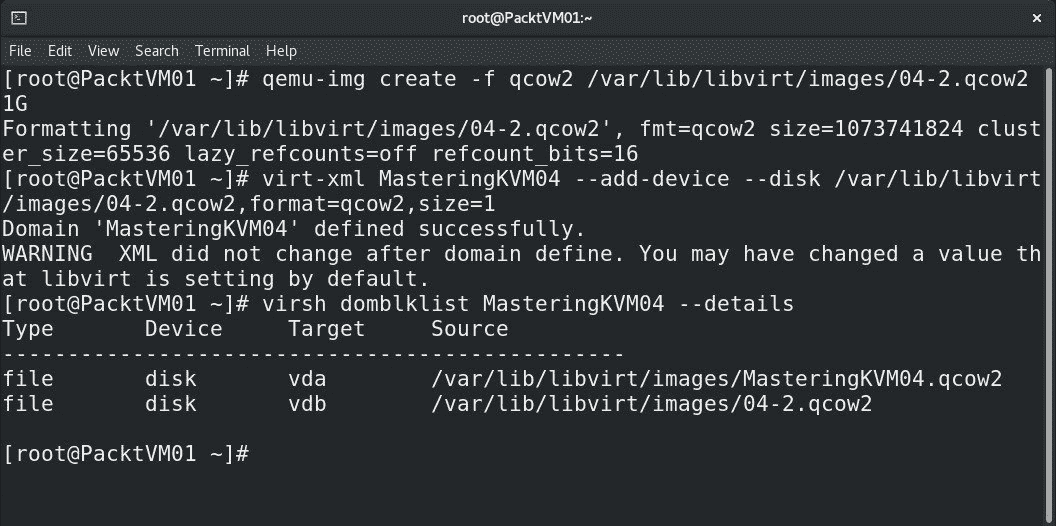 root@PacktVM01:~
File Edit View Search Terminal Help
[root@PacktVM01 ~]# qemu-img create -f qcow2 /var/lib/libvirt/images/04-2.qcow2
1G
Formatting '/var/lib/libvirt/images/04-2.qcow2', fmt=qcow2 size=1073741824 clust
er_size=65536 lazy_refcounts=off refcount_bits=16
[root@PacktVM01 ~]# virt-xml MasteringKVM04 --add-device --disk /var/lib/libvirt
/images/04-2.qcow2,format=qcow2,size=1
Domain 'MasteringKVM04' defined successfully.
WARNING  XML did not change after domain define. You may have changed a value th
at libvirt is setting by default.
[root@PacktVM01 ~]# virsh domblklist MasteringKVM04 --details
Type       Device     Target     Source
------------------------------------------------
file       disk       vda        /var/lib/libvirt/images/MasteringKVM04.qcow2
file       disk       vdb        /var/lib/libvirt/images/04-2.qcow2
[root@PacktVM01 ~]#